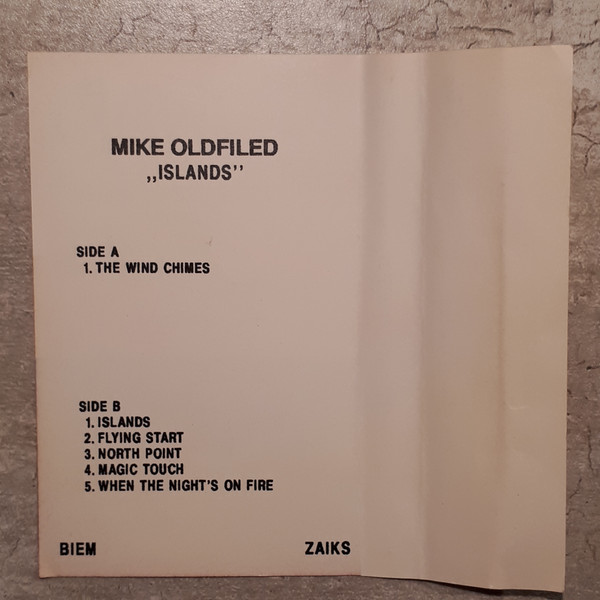 MIKE OLDFILED
,,ISLANDS''
SIDE A
1. THE WIND CHIMES
SIDE B
1. ISLANDS
2. FLYING START
3. NORTH POINT
4. MAGIC TOUCH
5. WHEN THE NIGHT'S ON FIRE
BIEM ZAIKS